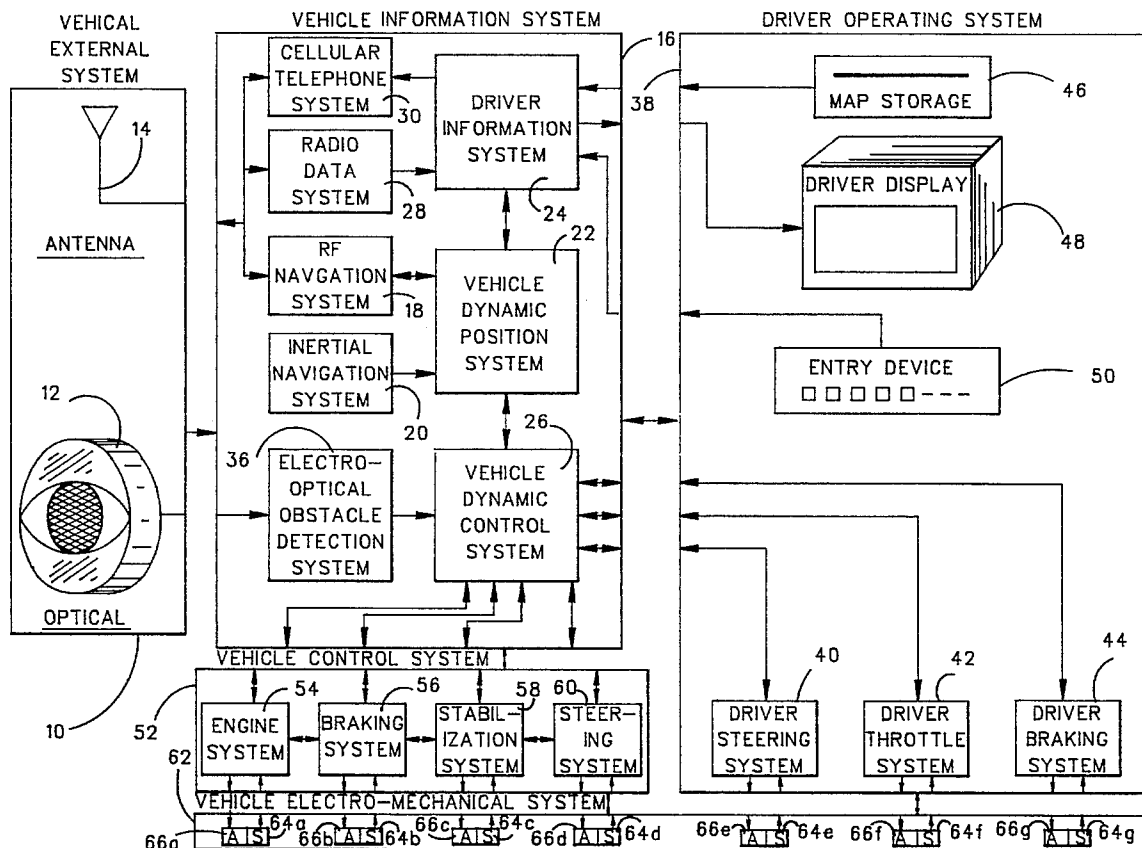 VEHICAL
EXTERNAL
SYSTEM
14
ANTENNA
12
OPTICAL
10
VEHICLE INFORMATION SYSTEM
16
CELLULAR
TELEPHONE
SYSTEM
30
RADIO
DATA
SYSTEM
28
RF
NAVGATION
SYSTEM
18
INERTIAL
NAVIGATION
SYSTEM
20
36
ELECTRO-
OPTICAL
OBSTACLE
DETECTION
SYSTEM
DRIVER
INFORMATION
SYSTEM
24
22
VEHICLE
DYNAMIC
POSITION
SYSTEM
26
VEHICLE
DYNAMIC
CONTROL
SYSTEM
DRIVER OPERATING SYSTEM
38
MAP STORAGE
46
DRIVER DISPLAY
48
ENTRY DEVICE
50
40
DRIVER
STEERING
SYSTEM
42
DRIVER
THROTTLE
SYSTEM
44
DRIVER
BRAKING
SYSTEM
VEHICLE CONTROL SYSTEM
52
54
ENGINE
SYSTEM
56
BRAKING
SYSTEM
58
STABIL-
IZATION
SYSTEM
60
STEER-
ING
SYSTEM
62
VEHICLE ELECTRO-MECHANICAL SYSTEM
66a A S 64a
66b A S 64b
66c A S 64c
66d A S 64d
66e A S 64e
66f A S 64f
66g A S 64g